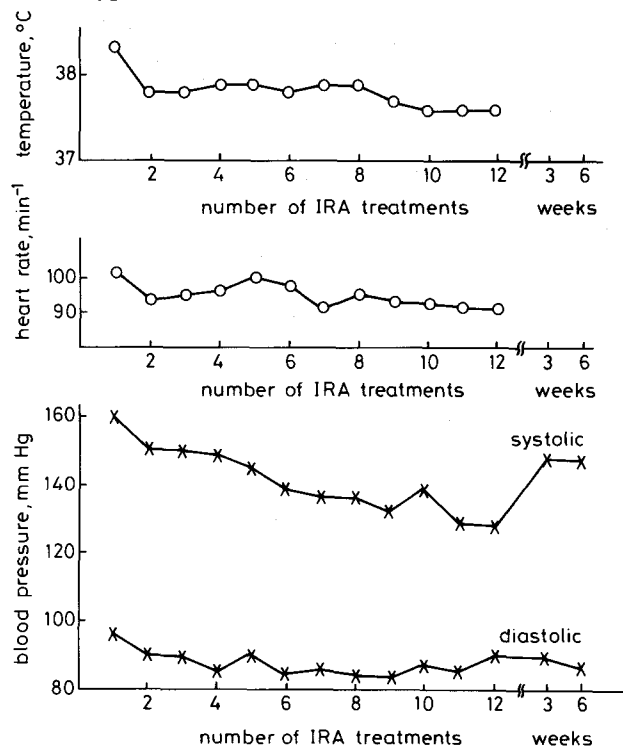 temperature, °C
38
37
2 4 6 8 10 12 3 6
number of IRA treatments weeks
heart rate, min⁻¹
100
90
2 4 6 8 10 12 3 6
number of IRA treatments weeks
blood pressure, mm Hg
160
systolic
140
120
100
diastolic
80
2 4 6 8 10 12 3 6
number of IRA treatments weeks